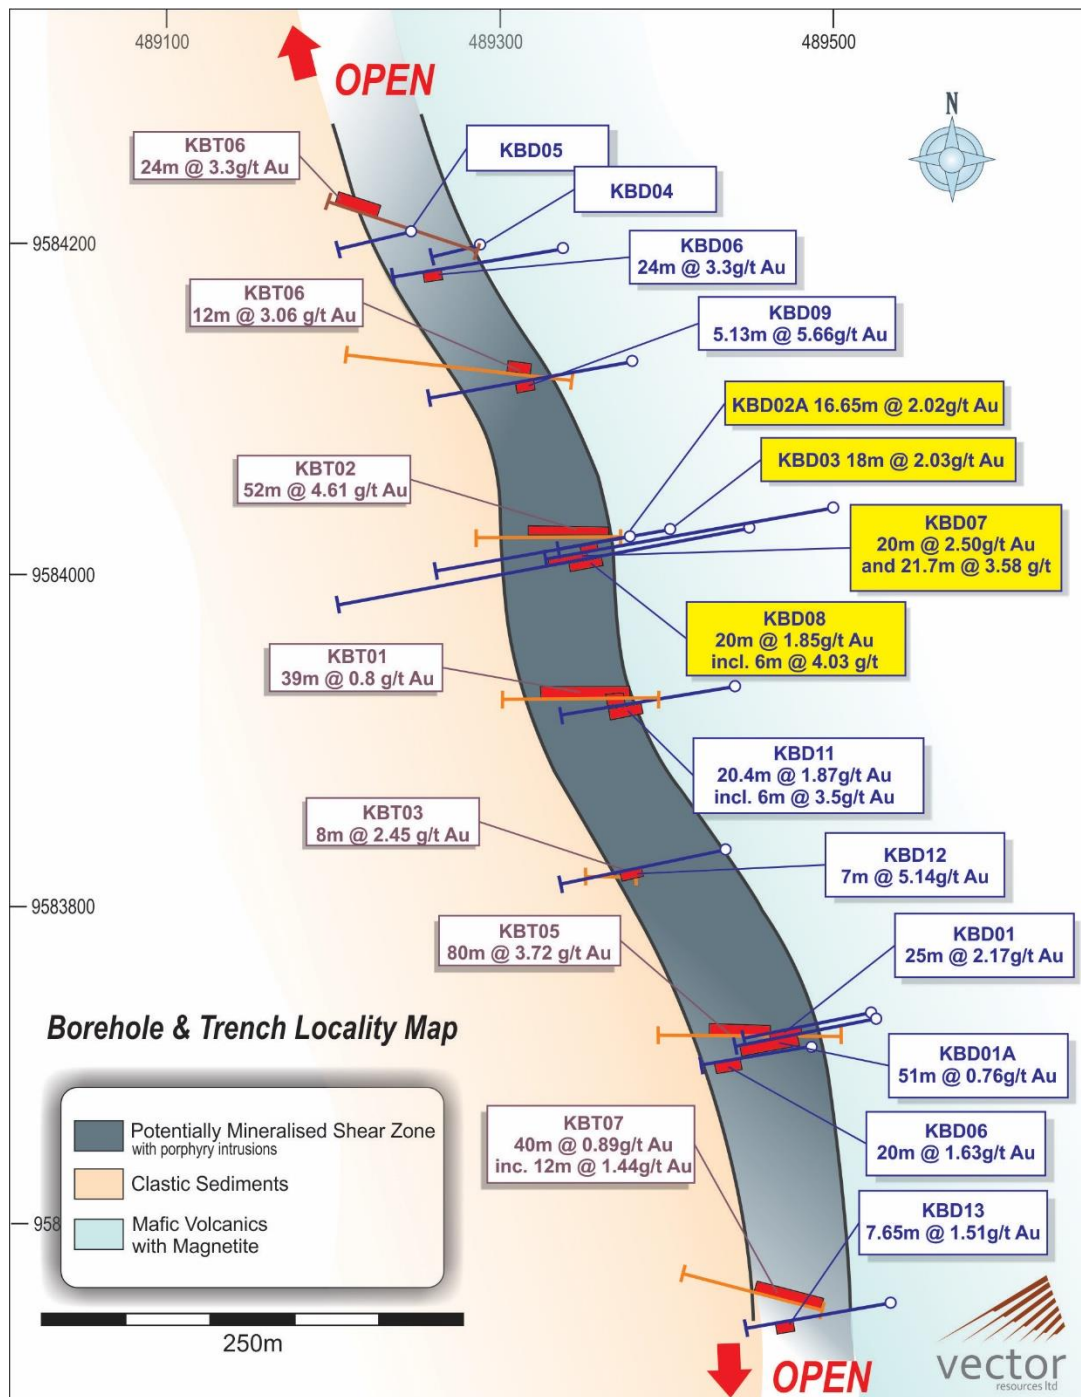 489100
489300
489500
OPEN
N
KBT06
24m @ 3.3g/t Au
KBD05
KBD04
9584200
KBD06
24m @ 3.3g/t Au
KBT06
12m @ 3.06 g/t Au
KBD09
5.13m @ 5.66g/t Au
KBD02A 16.65m @ 2.02g/t Au
KBT02
52m @ 4.61 g/t Au
KBD03 18m @ 2.03g/t Au
KBD07
20m @ 2.50g/t Au
and 21.7m @ 3.58 g/t
9584000
KBD08
20m @ 1.85g/t Au
incl. 6m @ 4.03 g/t
KBT01
39m @ 0.8 g/t Au
KBD11
20.4m @ 1.87g/t Au
incl. 6m @ 3.5g/t Au
KBT03
8m @ 2.45 g/t Au
KBD12
7m @ 5.14g/t Au
9583800
KBT05
80m @ 3.72 g/t Au
KBD01
25m @ 2.17g/t Au
Borehole & Trench Locality Map
KBD01A
51m @ 0.76g/t Au
KBT07
40m @ 0.89g/t Au
inc. 12m @ 1.44g/t Au
KBD06
20m @ 1.63g/t Au
Potentially Mineralised Shear Zone
with porphyry intrusions
Clastic Sediments
Mafic Volcanics
with Magnetite
KBD13
7.65m @ 1.51g/t Au
250m
OPEN
vector
resources ltd